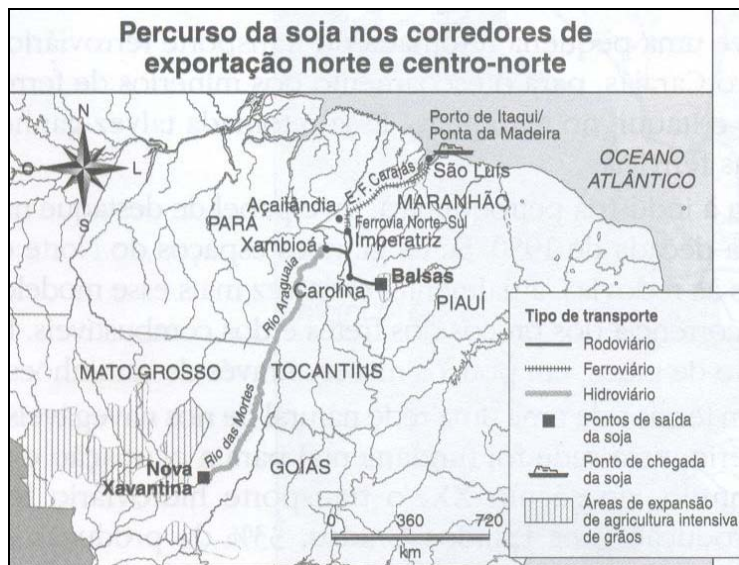 Percurso da soja nos corredores de
exportação norte e centro-norte
N
O
L
S
Porto de Itaqui/
Ponta da Madeira
OCEANO
ATLÂNTICO
E. F. Carajás
São Luís
Açailândia
MARANHÃO
PARÁ
Ferrovia Norte-Sul
Xambioá
Imperatriz
Rio Araguaia
Carolina
Balsas
PIAUÍ
MATO GROSSO
TOCANTINS
Rio das Mortes
Nova
Xavantina
GOIÁS
0 360 720
km
Tipo de transporte
Rodoviário
Ferroviário
Hidroviário
Pontos de saída
da soja
Ponto de chegada
da soja
Áreas de expansão
de agricultura intensiva
de grãos